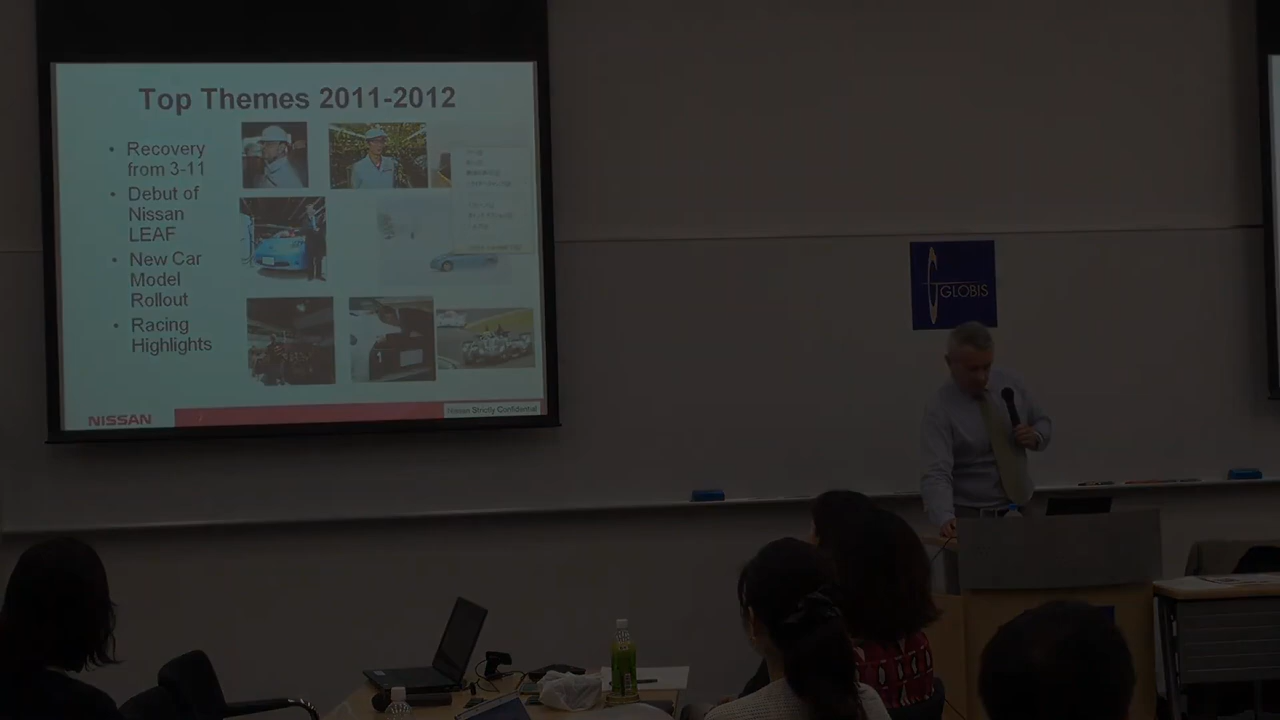 Top Themes 2011-2012
• Recovery
from 3-11
• Debut of
Nissan
LEAF
• New Car
Model
Rollout
• Racing
Highlights
NISSAN
Nissan Strictly Confidential
GLOBIS